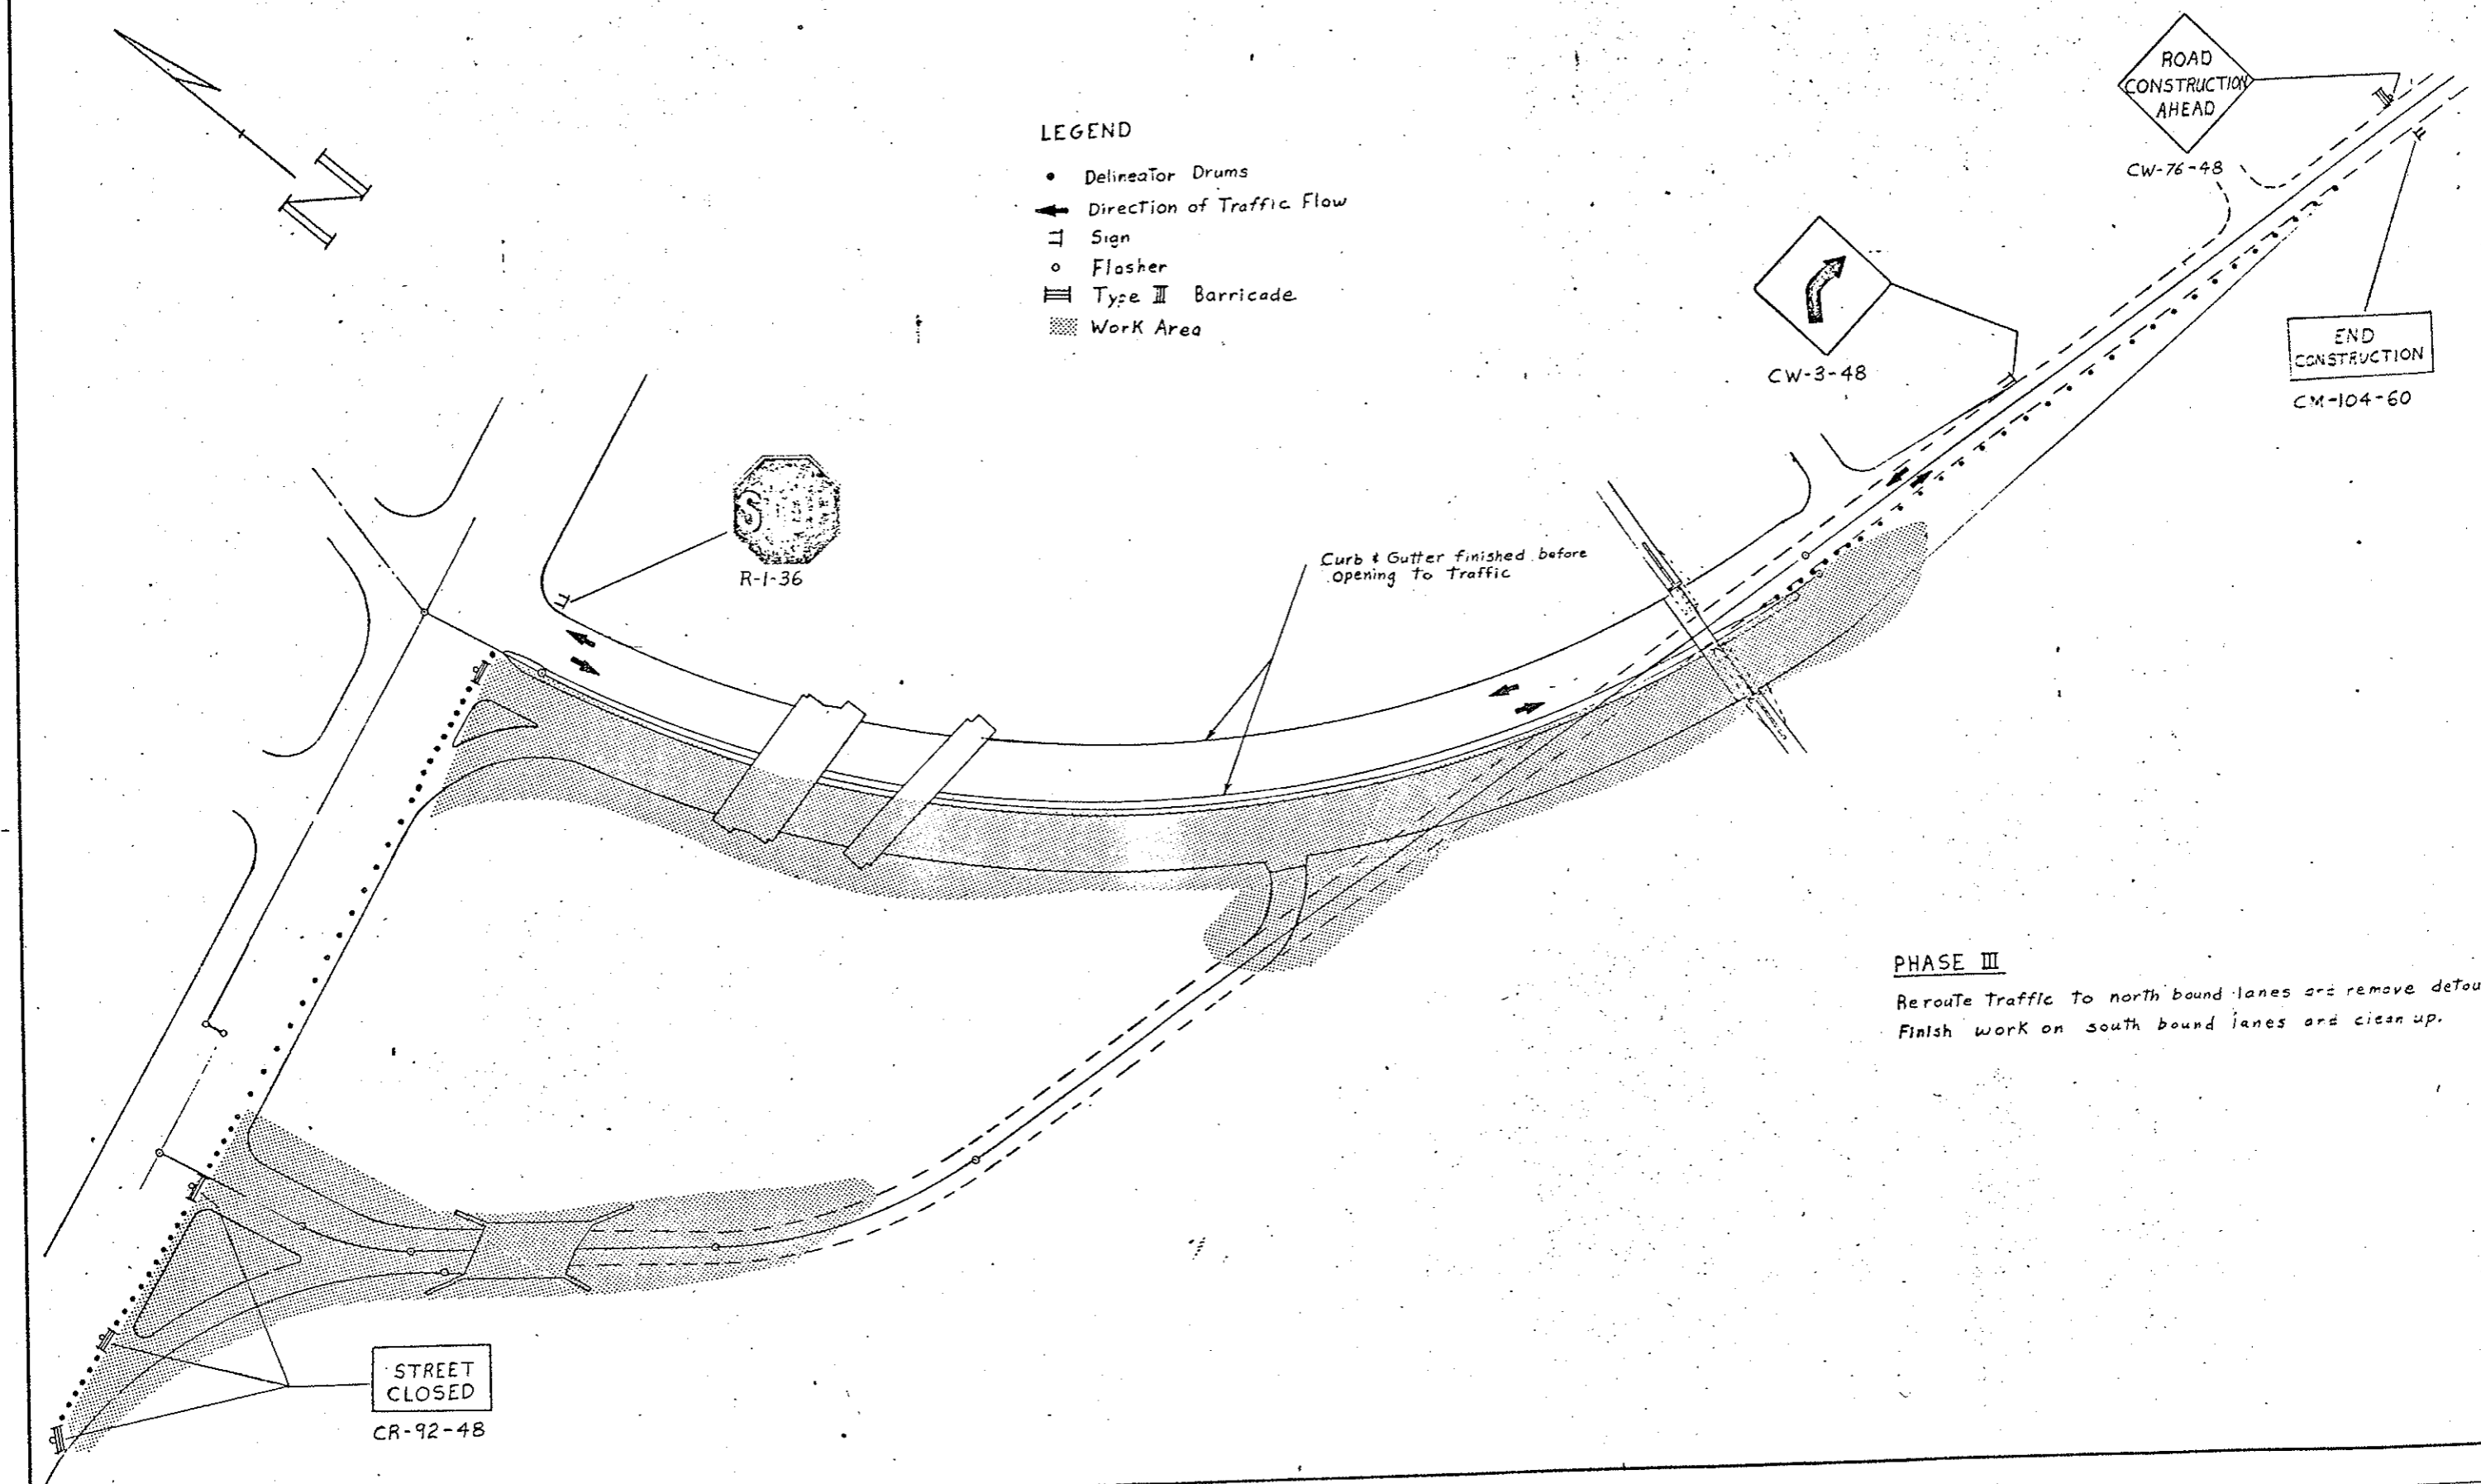 N
LEGEND
Delineator Drums
Direction of Traffic Flow
Sign
Flasher
Type III Barricade
Work Area
ROAD
CONSTRUCTION
AHEAD
CW-76-48
CW-3-48
END
CONSTRUCTION
CM-104-60
S
R-1-36
Curb & Gutter finished before
opening to Traffic
PHASE III
Reroute Traffic to north bound lanes and remove detou
Finish work on south bound lanes and clean up.
STREET
CLOSED
CR-92-48